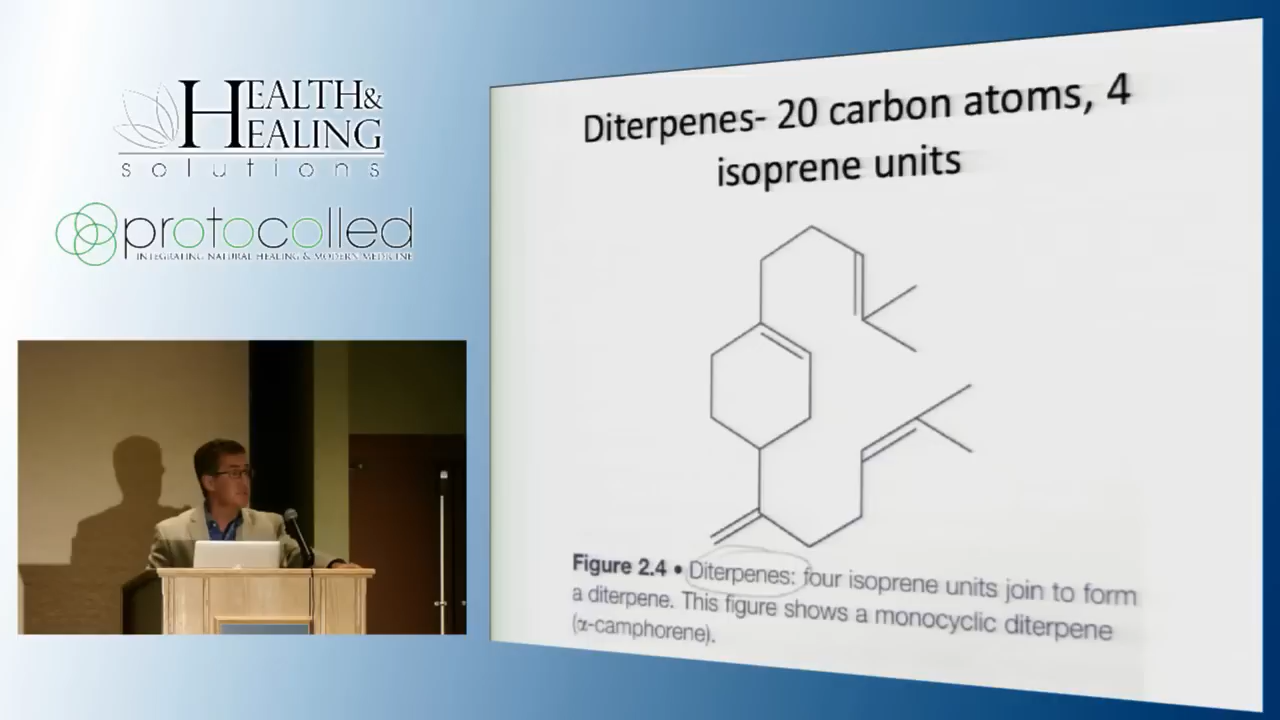 HEALTH&
HEALING
solutions
protocolled
INTEGRATING NATURAL HEALING & MODERN MEDICINE
Diterpenes- 20 carbon atoms, 4
isoprene units
Figure 2.4 • Diterpenes: four isoprene units join to form
a diterpene. This figure shows a monocyclic diterpene
(α-camphorene).